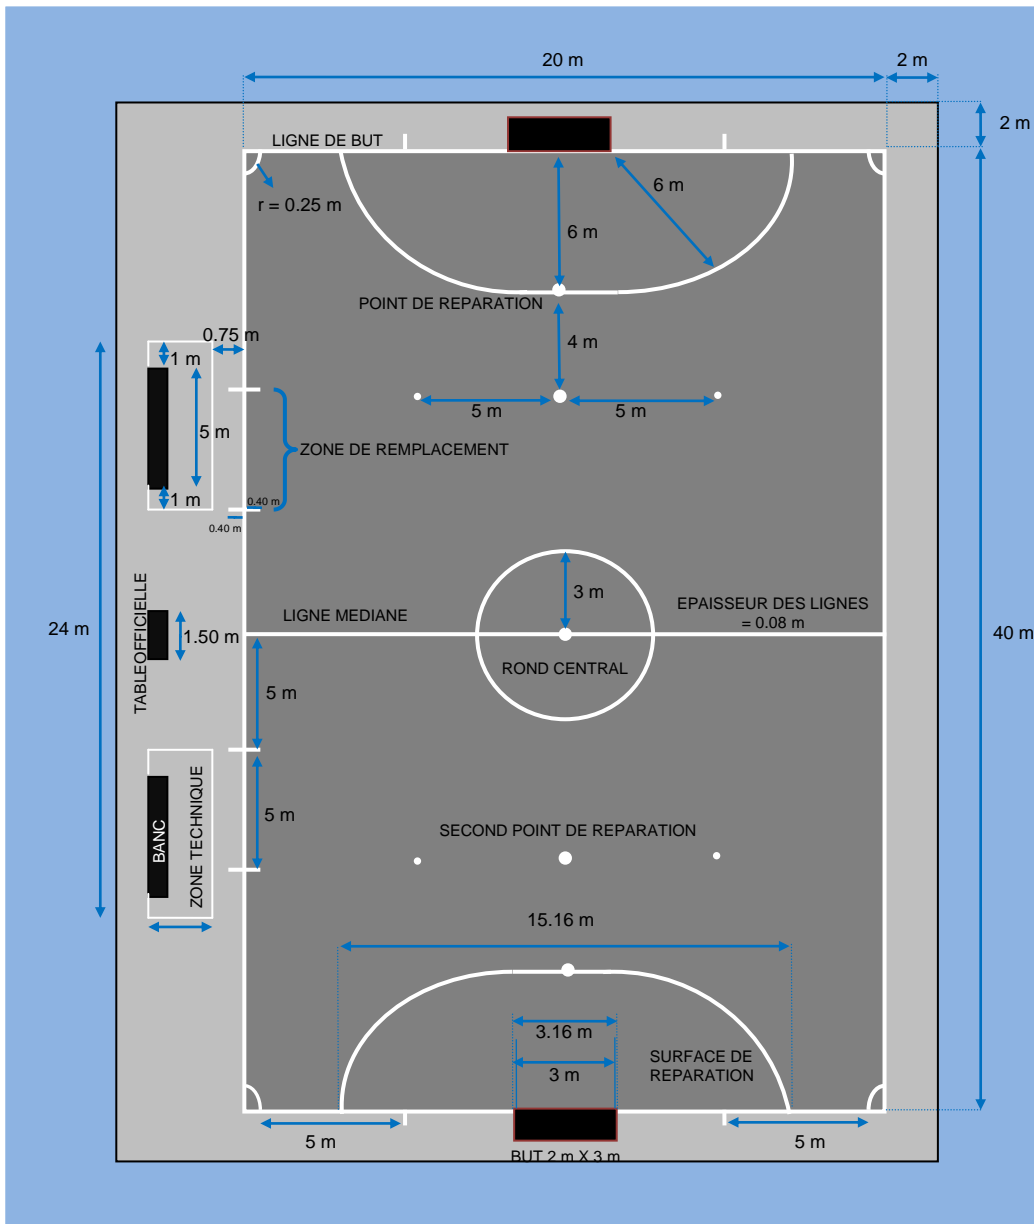 20 m
2 m
2 m
LIGNE DE BUT
r = 0.25 m
6 m
6 m
POINT DE REPARATION
0.75 m
4 m
1 m
5 m
5 m
5 m
ZONE DE REMPLACEMENT
1 m
0.40 m
0.40 m
TABLEOFFICIELLE
3 m
LIGNE MEDIANE
EPAISSEUR DES LIGNES
= 0.08 m
24 m
1.50 m
40 m
ROND CENTRAL
5 m
BANC
ZONE TECHNIQUE
5 m
SECOND POINT DE REPARATION
15.16 m
3.16 m
3 m
SURFACE DE
REPARATION
5 m
5 m
BUT 2 m X 3 m